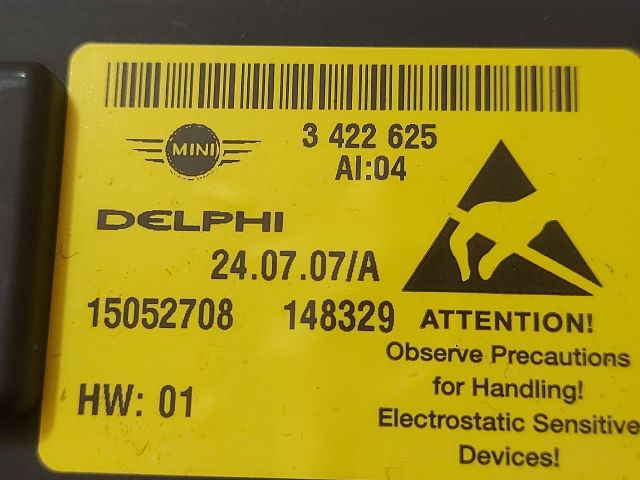 MINI
3 422 625
AI:04
DELPHI
24.07.07/A
15052708 148329
HW: 01
ATTENTION!
Observe Precautions
for Handling!
Electrostatic Sensitive
Devices!